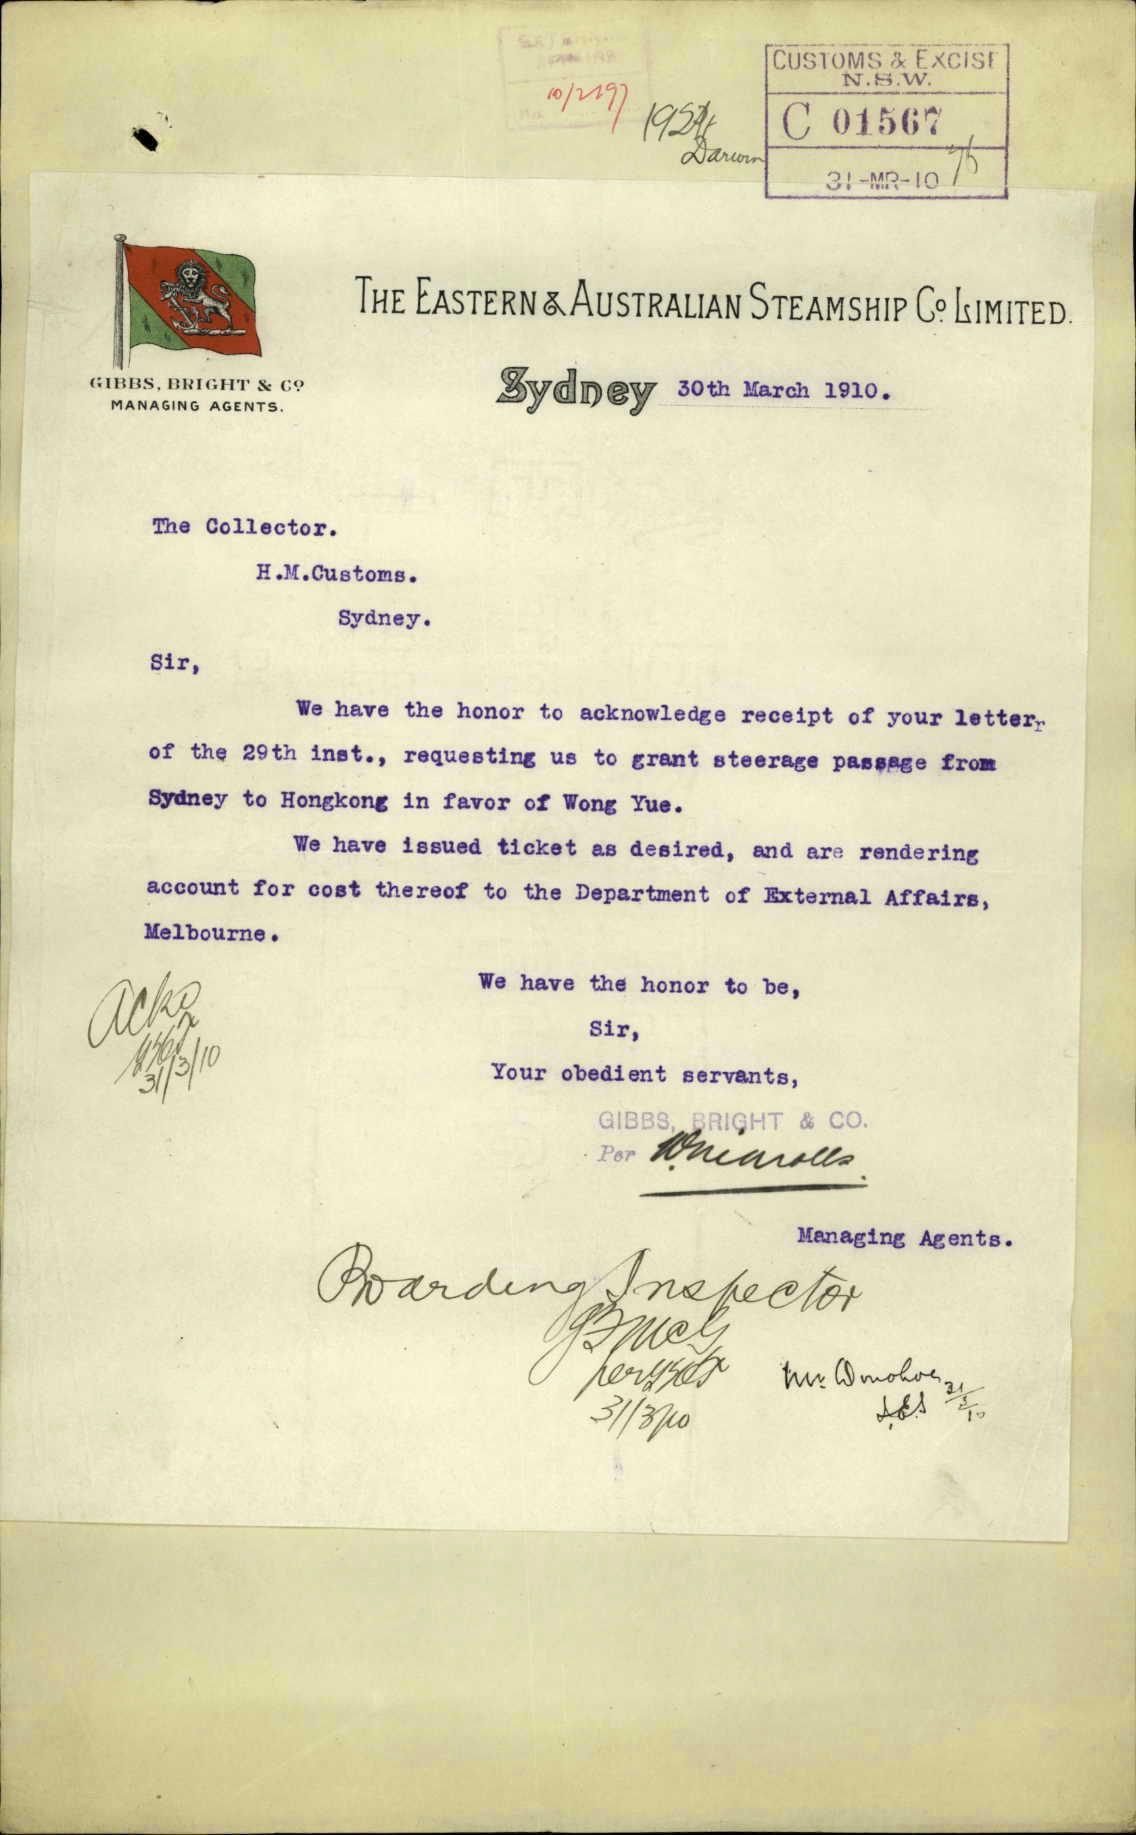 10/2197
Darwin
CUSTOMS & EXCISE
N.S.W.
C 01567
31-MR-10
THE EASTERN & AUSTRALIAN STEAMSHIP Co LIMITED.
GIBBS, BRIGHT & Co
MANAGING AGENTS.
Sydney 30th March 1910.
The Collector.
H.M.Customs.
Sydney.
Sir,
We have the honor to acknowledge receipt of your letter
of the 29th inst., requesting us to grant steerage passage from
Sydney to Hongkong in favor of Wong Yue.
We have issued ticket as desired, and are rendering
account for cost thereof to the Department of External Affairs,
Melbourne.
We have the honor to be,
Sir,
Your obedient servants,
Ackd
31/3/10
GIBBS, BRIGHT & CO.
Per
Managing Agents.
Boarding Inspector
per
31/3/10
Mr. Donohoe